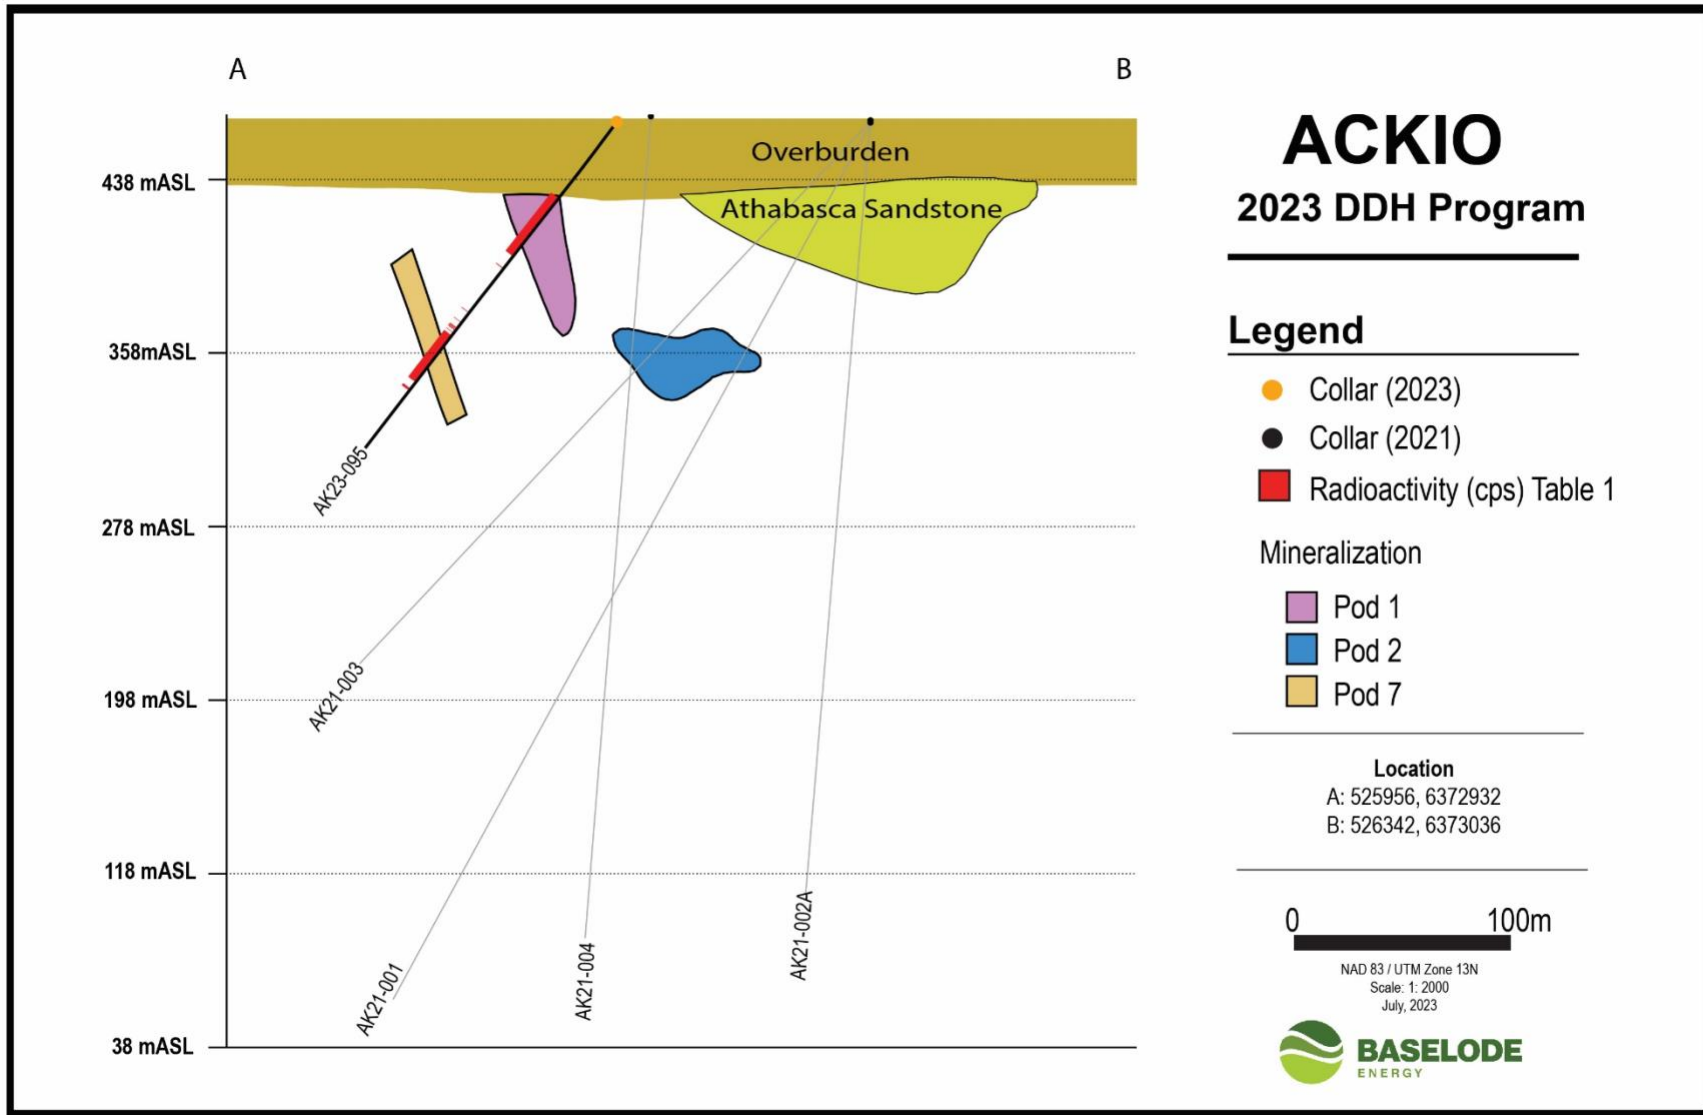 A
B
Overburden
438 mASL
Athabasca Sandstone
358mASL
AK23-095
278 mASL
AK21-003
198 mASL
118 mASL
AK21-001
AK21-004
AK21-002A
38 mASL
ACKIO
2023 DDH Program
Legend
Collar (2023)
Collar (2021)
Radioactivity (cps) Table 1
Mineralization
Pod 1
Pod 2
Pod 7
Location
A: 525956, 6372932
B: 526342, 6373036
0 100m
NAD 83 / UTM Zone 13N
Scale: 1: 2000
July, 2023
BASELODE
ENERGY